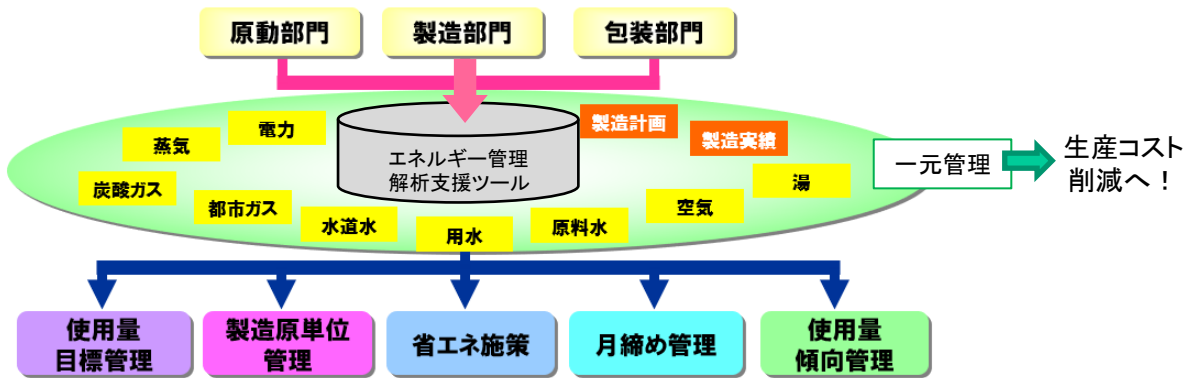 原動部門
製造部門
包装部門
電力
蒸気
炭酸ガス
都市ガス
水道水
用水
原料水
空気
湯
製造計画
製造実績
エネルギー管理
解析支援ツール
一元管理
生産コスト
削減へ！
使用量
目標管理
製造原単位
管理
省エネ施策
月締め管理
使用量
傾向管理